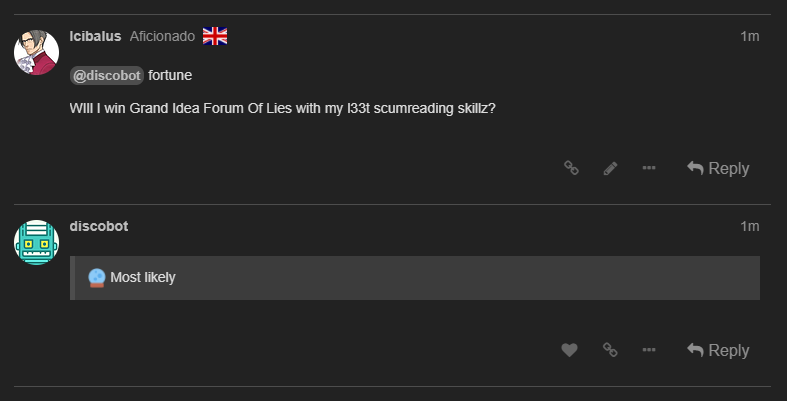 Icibalus Aficionado 1m
@discobot fortune
WIll I win Grand Idea Forum Of Lies with my l33t scumreading skillz?
Reply
discobot 1m
Most likely
Reply